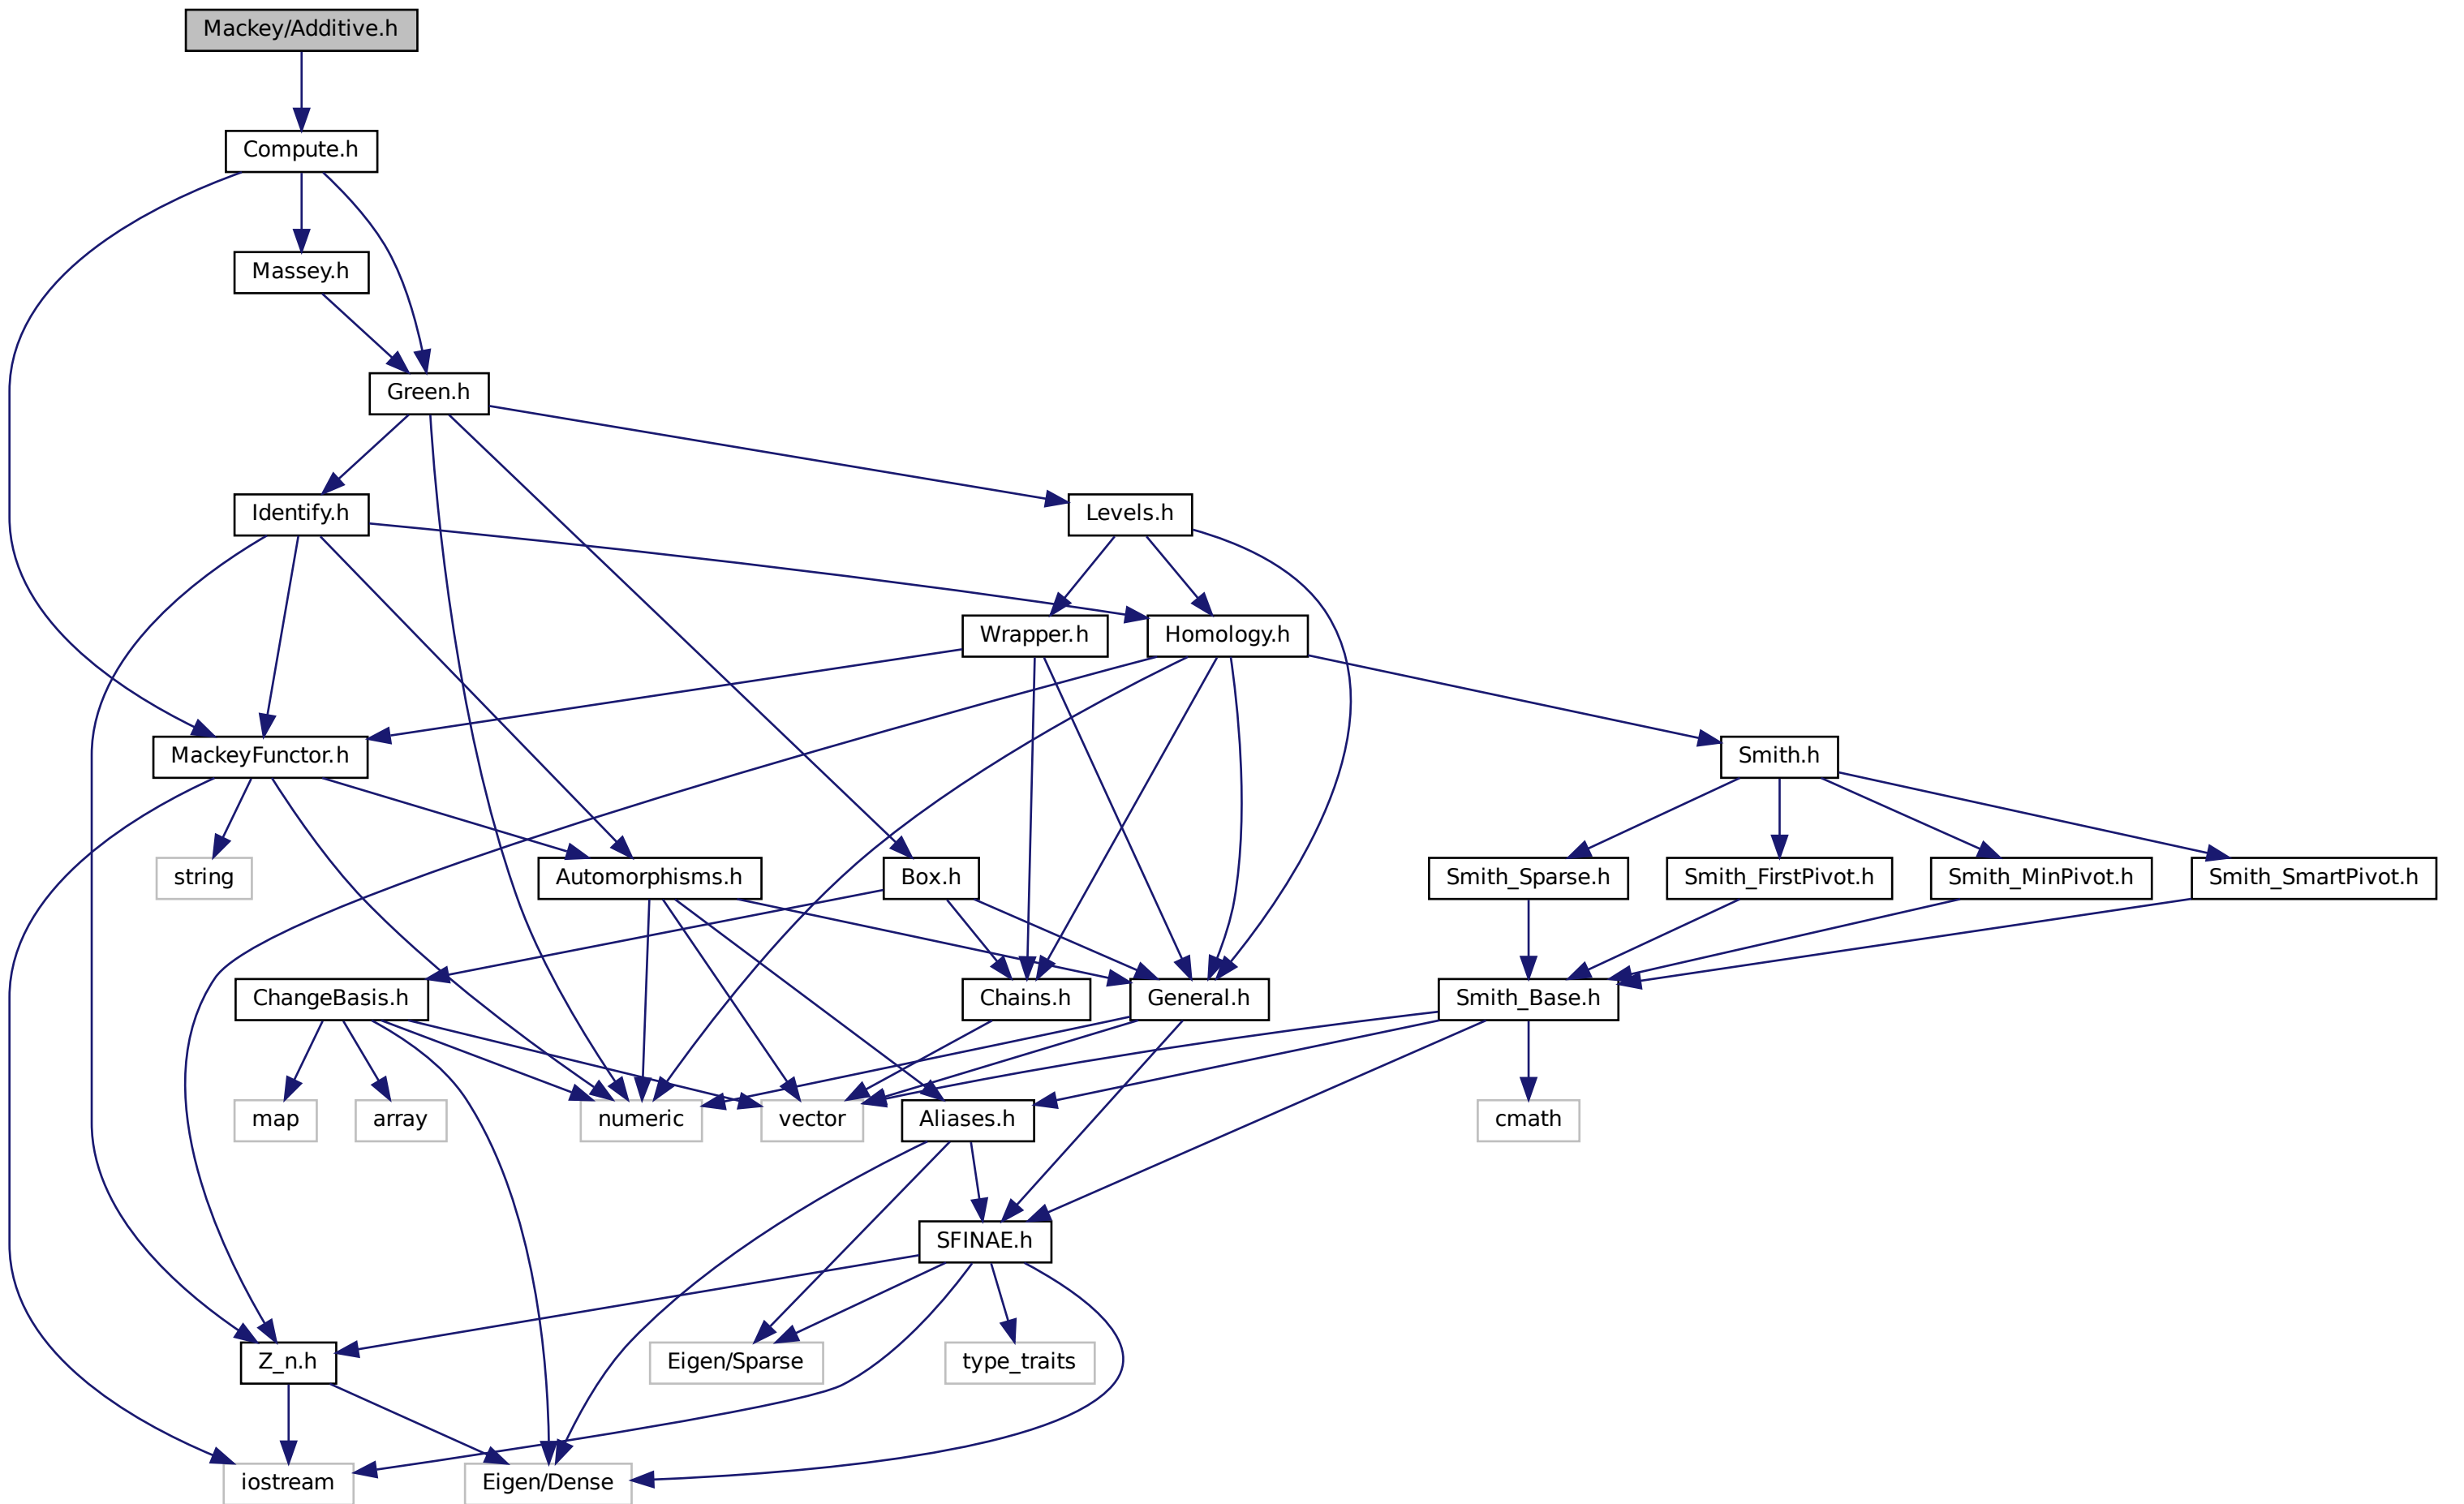 Mackey/Additive.h
Compute.h
Massey.h
Green.h
Identify.h
Levels.h
Wrapper.h
Homology.h
MackeyFunctor.h
Smith.h
string
Automorphisms.h
Box.h
Smith_Sparse.h
Smith_FirstPivot.h
Smith_MinPivot.h
Smith_SmartPivot.h
ChangeBasis.h
Chains.h
General.h
Smith_Base.h
map
array
numeric
vector
Aliases.h
cmath
SFINAE.h
Z_n.h
Eigen/Sparse
type_traits
iostream
Eigen/Dense